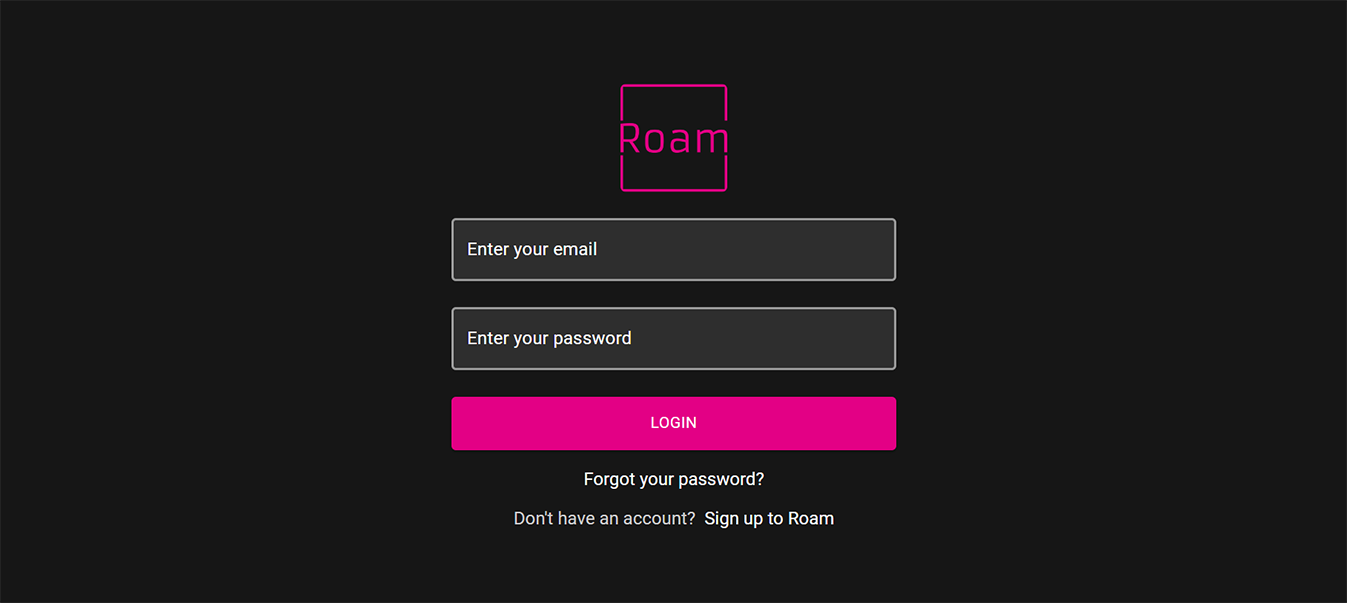 Roam
Enter your email
Enter your password
LOGIN
Forgot your password?
Don't have an account? Sign up to Roam